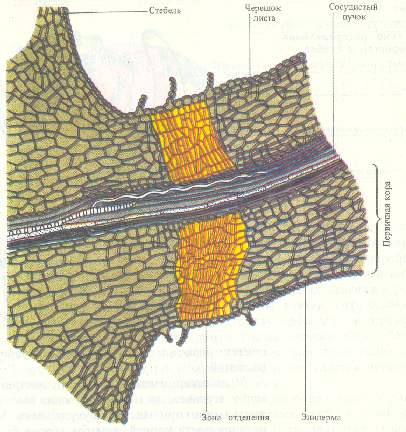 Стебель
Черешок
листа
Сосудистый
пучок
Первичная кора
Зона отделения
Эпидерма